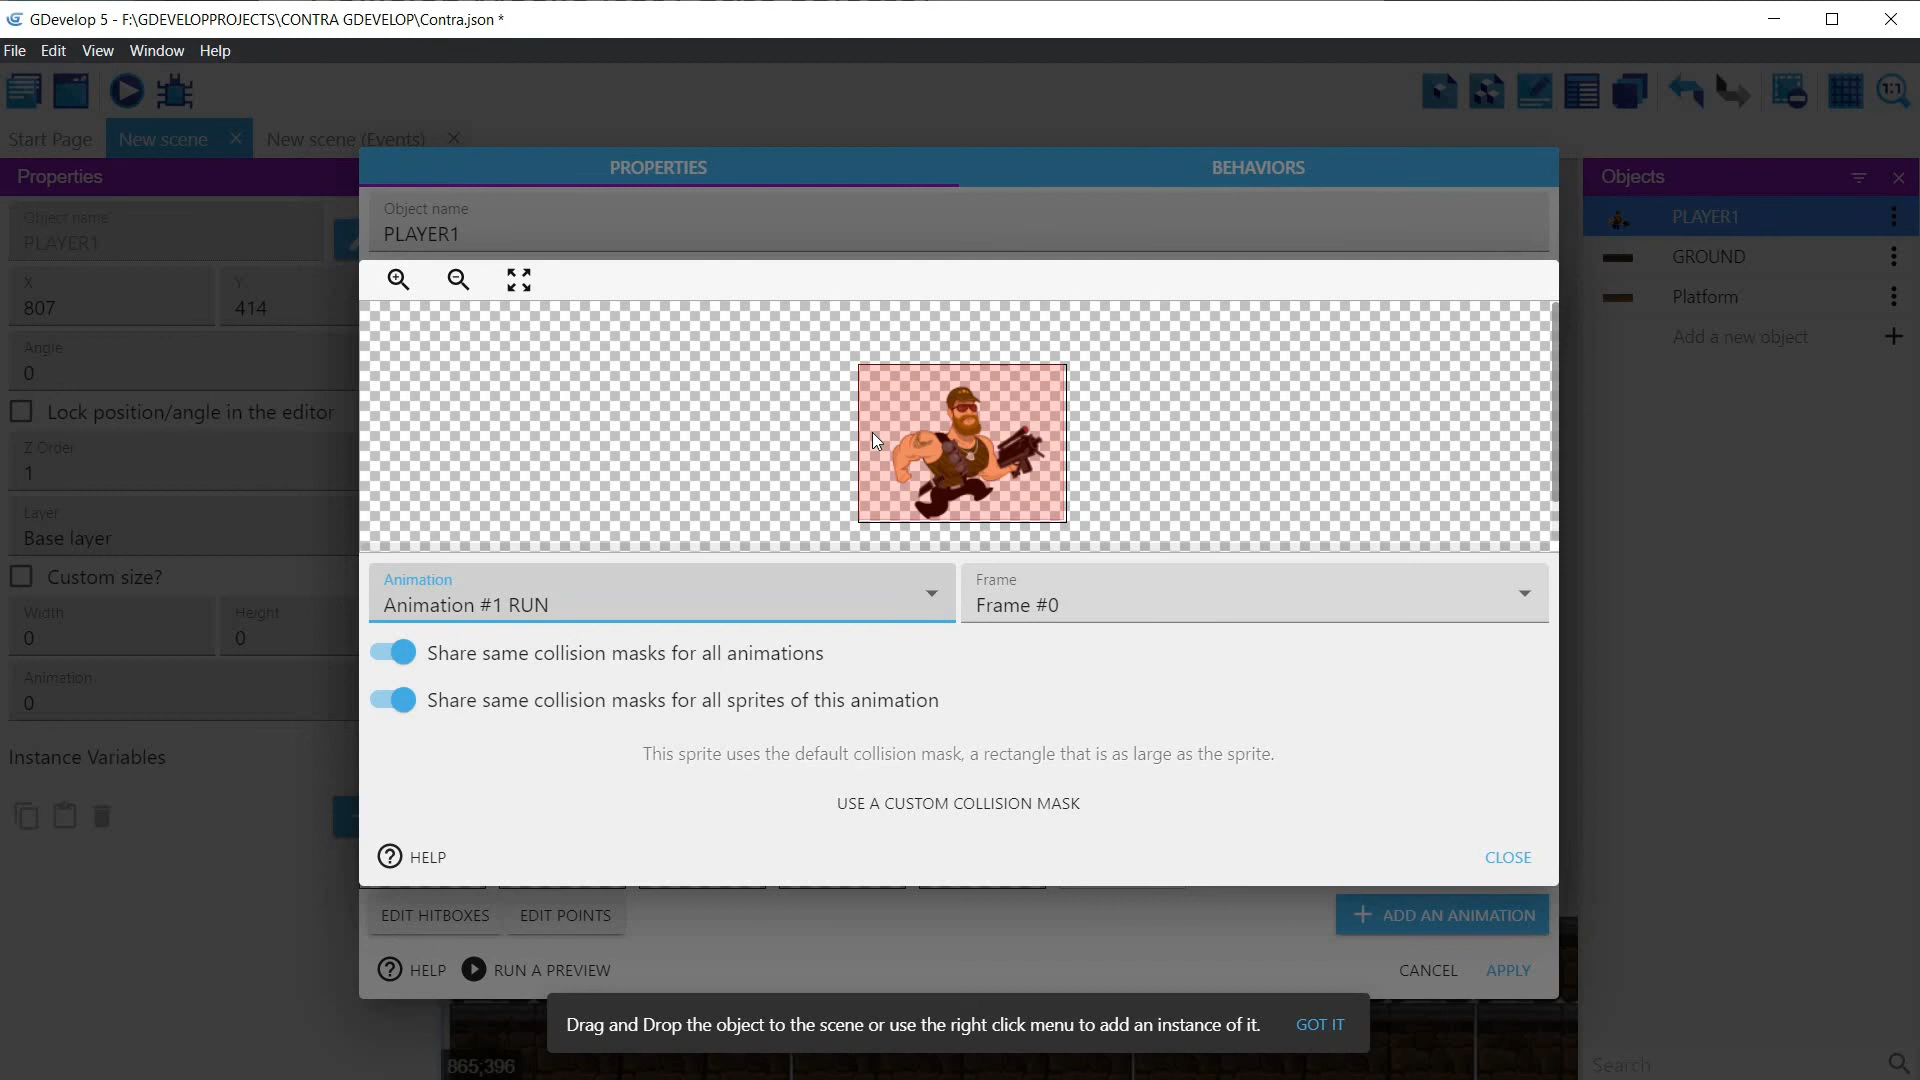 GDevelop 5 - F:\GDEVELOPPROJECTS\CONTRA GDEVELOP\Contra.json *
File Edit View Window Help
1:1
Start Page New scene New scene (Events)
Properties
Object name
PLAYER1
X
807
Y
414
Angle
0
Lock position/angle in the editor
Z Order
1
Layer
Base layer
Custom size?
Width
0
Height
0
Animation
0
Instance Variables
PROPERTIES BEHAVIORS
Object name
PLAYER1
Animation
Animation #1 RUN
Frame
Frame #0
Share same collision masks for all animations
Share same collision masks for all sprites of this animation
This sprite uses the default collision mask, a rectangle that is as large as the sprite.
USE A CUSTOM COLLISION MASK
HELP CLOSE
EDIT HITBOXES EDIT POINTS ADD AN ANIMATION
HELP RUN A PREVIEW CANCEL APPLY
Drag and Drop the object to the scene or use the right click menu to add an instance of it. GOT IT
865;396
Objects
PLAYER1
GROUND
Platform
Add a new object
Search